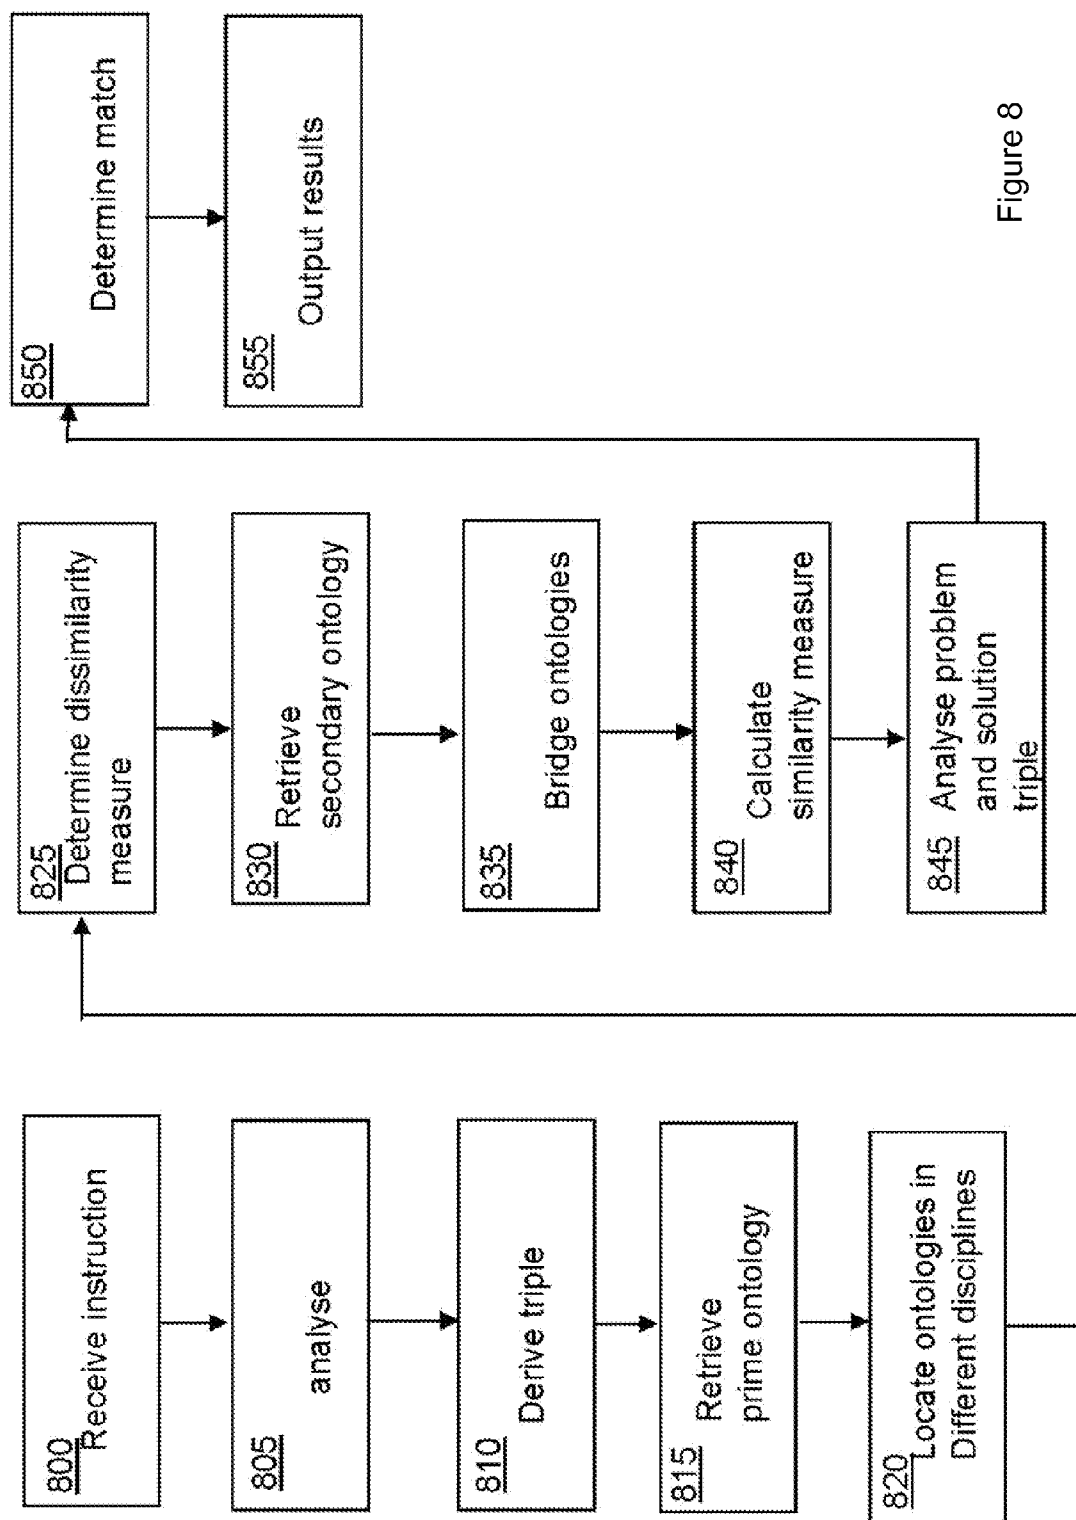 800
Receive instruction
805
analyse
810
Derive triple
815
Retrieve
prime ontology
820
Locate ontologies in
Different disciplines
825
Determine dissimilarity
measure
830
Retrieve
secondary ontology
835
Bridge ontologies
840
Calculate
similarity measure
845
Analyse problem
and solution
triple
850
Determine match
855
Output results
Figure 8